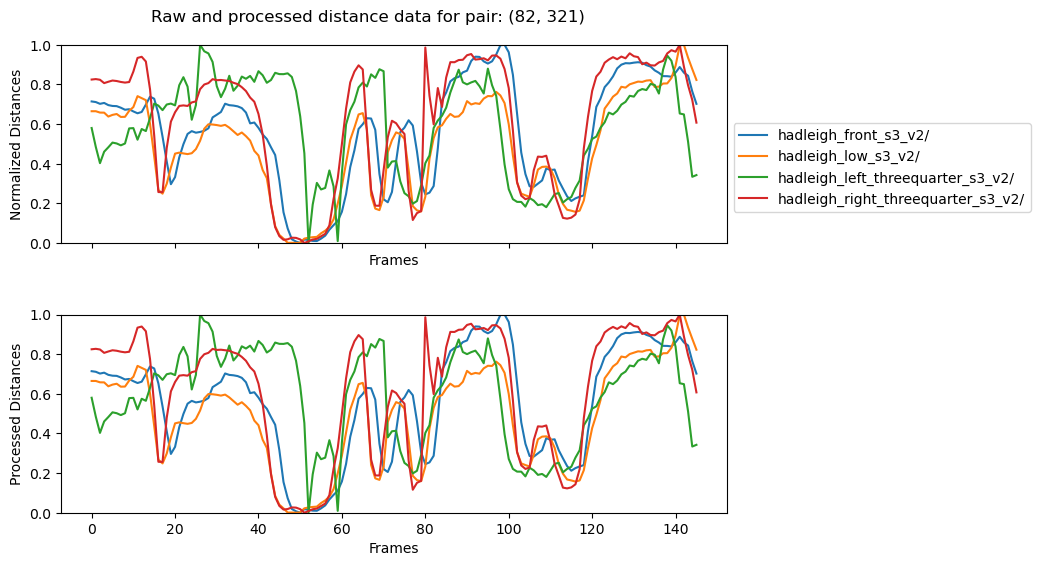 Raw and processed distance data for pair: (82, 321)
Normalized Distances
1.0
0.8
0.6
0.4
0.2
0.0
Frames
hadleigh_front_s3_v2/
hadleigh_low_s3_v2/
hadleigh_left_threequarter_s3_v2/
hadleigh_right_threequarter_s3_v2/
Processed Distances
1.0
0.8
0.6
0.4
0.2
0.0
0 20 40 60 80 100 120 140
Frames